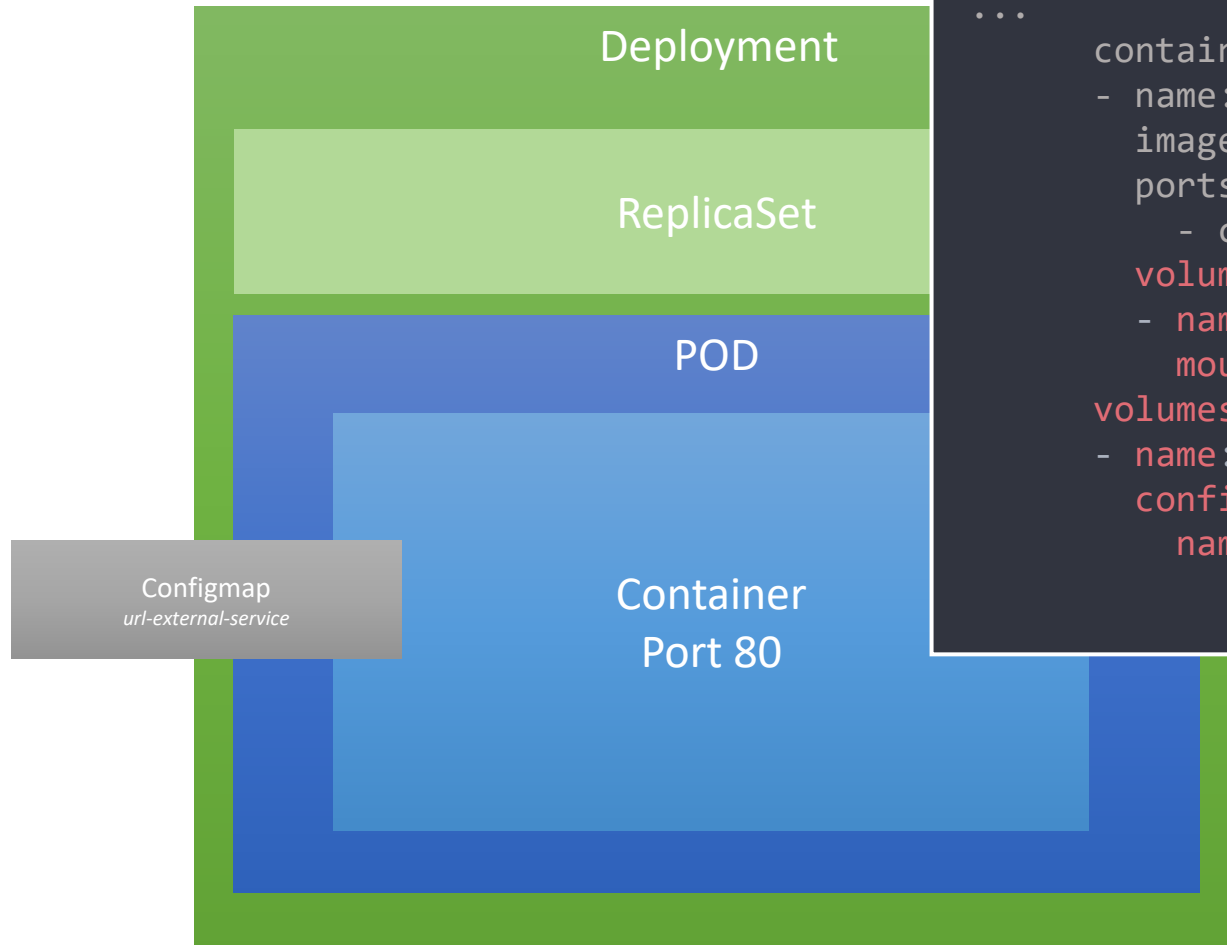 Deployment
ReplicaSet
POD
Container
Port 80
Configmap
url-external-service
...
contain
- name:
image
ports
- c
volum
- nam
mou
volumes
- name:
confi
nam